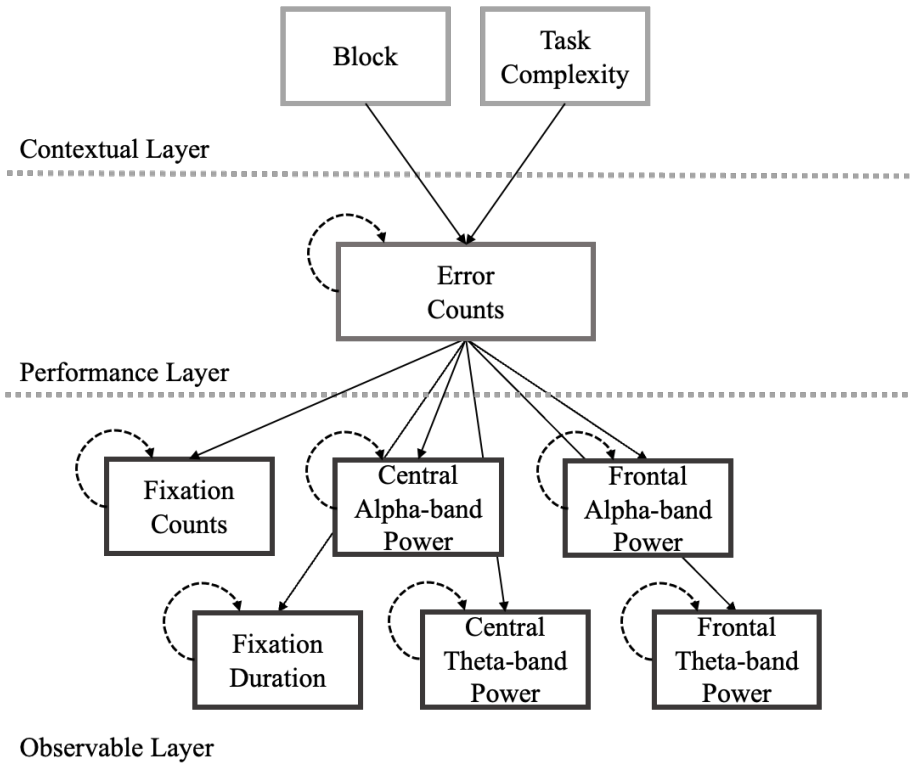 Block
Task
Complexity
Contextual Layer
Error
Counts
Performance Layer
Fixation
Counts
Central
Alpha-band
Power
Frontal
Alpha-band
Power
Fixation
Duration
Central
Theta-band
Power
Frontal
Theta-band
Power
Observable Layer